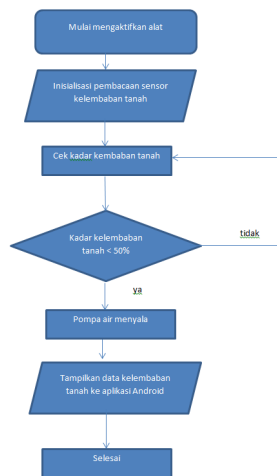 Mulai mengaktifkan alat
Inisialisasi pembacaan sensor
kelembaban tanah
Cek kadar kembaban tanah
Kadar kelembaban
tanah < 50%
tidak
ya
Pompa air menyala
Tampilkan data kelembaban
tanah ke aplikasi Android
Selesai